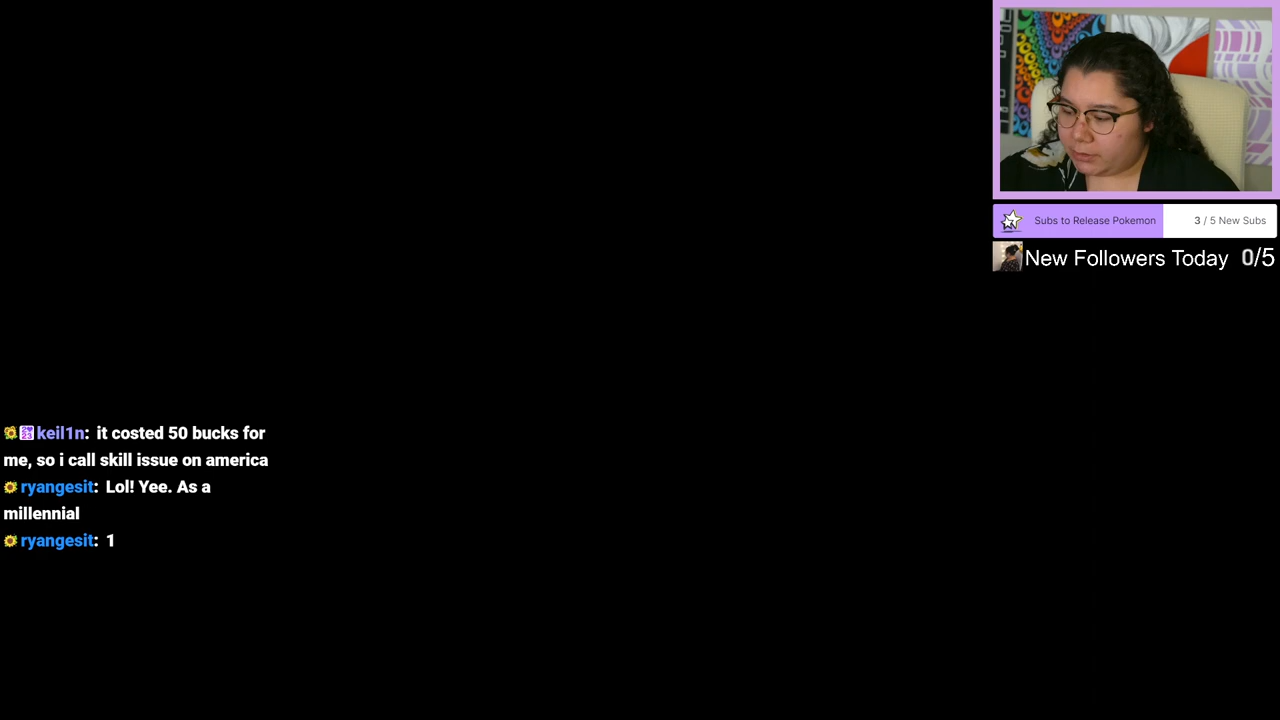 Subs to Release Pokemon 3 / 5 New Subs
New Followers Today 0/5
keil1n: it costed 50 bucks for
me, so i call skill issue on america
ryangesit: Lol! Yee. As a
millennial
ryangesit: 1